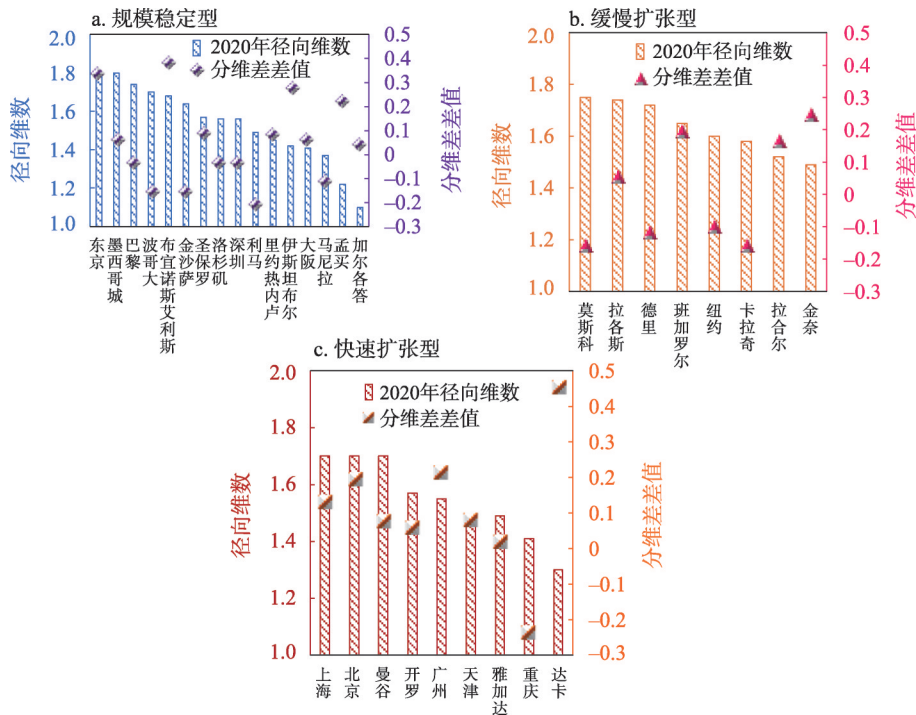 a. 规模稳定型
2.0
1.8
1.6
1.4
1.2
1.0
径向维数
2020年径向维数
分维差差值
0.5
0.4
0.3
0.2
0.1
0
–0.1
–0.2
–0.3
分维差差值
东京
墨西哥城
巴黎
波哥大
布宜诺斯艾利斯
金沙萨
圣保罗
洛杉矶
深圳
利马
里约热内卢
伊斯坦布尔
大阪
马尼拉
孟买
加尔各答
b. 缓慢扩张型
2.0
1.8
1.6
1.4
1.2
1.0
径向维数
2020年径向维数
分维差差值
0.5
0.4
0.3
0.2
0.1
0
–0.1
–0.2
–0.3
分维差差值
莫斯科
拉各斯
德里
班加罗尔
纽约
卡拉奇
拉合尔
金奈
c. 快速扩张型
2.0
1.8
1.6
1.4
1.2
1.0
径向维数
2020年径向维数
分维差差值
0.5
0.4
0.3
0.2
0.1
0
–0.1
–0.2
–0.3
分维差差值
上海
北京
曼谷
开罗
广州
天津
雅加达
重庆
达卡